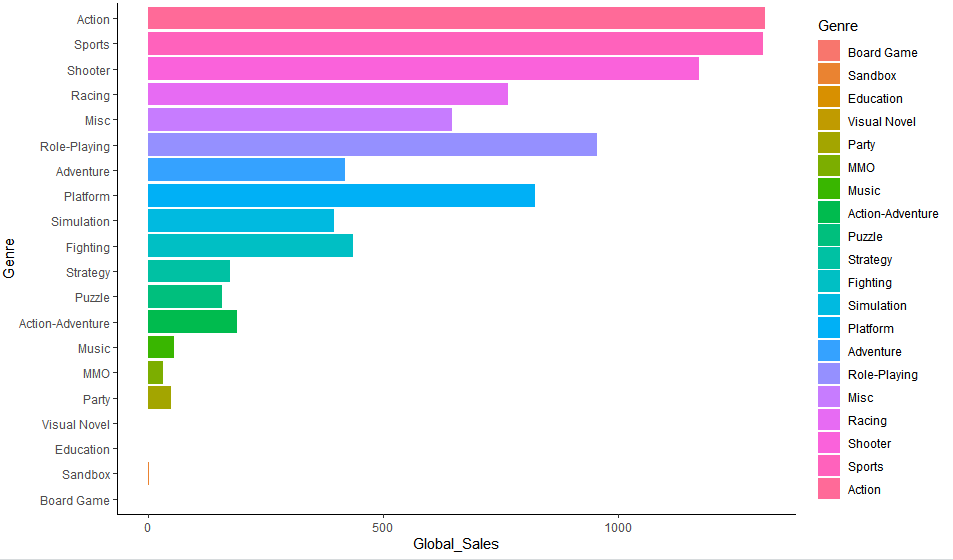 Genre
Action
Sports
Shooter
Racing
Misc
Role-Playing
Adventure
Platform
Simulation
Fighting
Strategy
Puzzle
Action-Adventure
Music
MMO
Party
Visual Novel
Education
Sandbox
Board Game
0
500
1000
Global_Sales
Genre
Board Game
Sandbox
Education
Visual Novel
Party
MMO
Music
Action-Adventure
Puzzle
Strategy
Fighting
Simulation
Platform
Adventure
Role-Playing
Misc
Racing
Shooter
Sports
Action